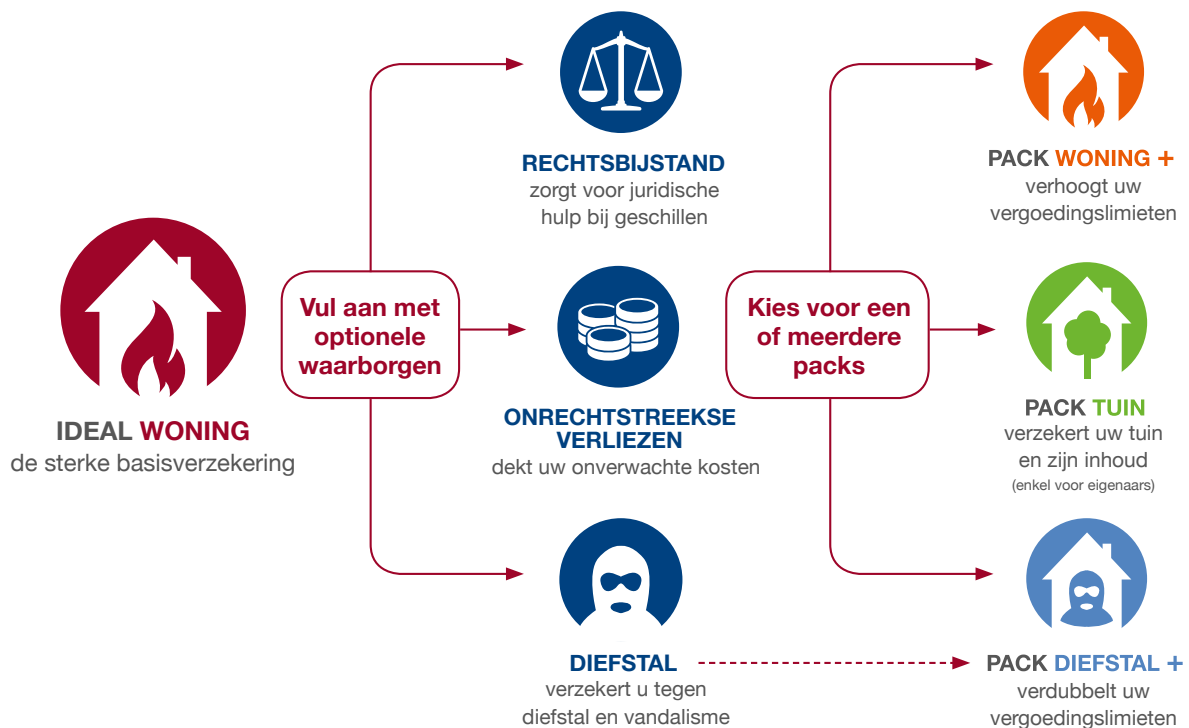 IDEAL WONING
de sterke basisverzekering
Vul aan met
optionele
waarborgen
RECHTSBIJSTAND
zorgt voor juridische
hulp bij geschillen
ONRECHTSTREEKSE
VERLIEZEN
dekt uw onverwachte kosten
DIEFSTAL
verzekert u tegen
diefstal en vandalisme
Kies voor een
of meerdere
packs
PACK WONING +
verhoogt uw
vergoedingslimieten
PACK TUIN
verzekert uw tuin
en zijn inhoud
(enkel voor eigenaars)
PACK DIEFSTAL +
verdubbelt uw
vergoedingslimieten